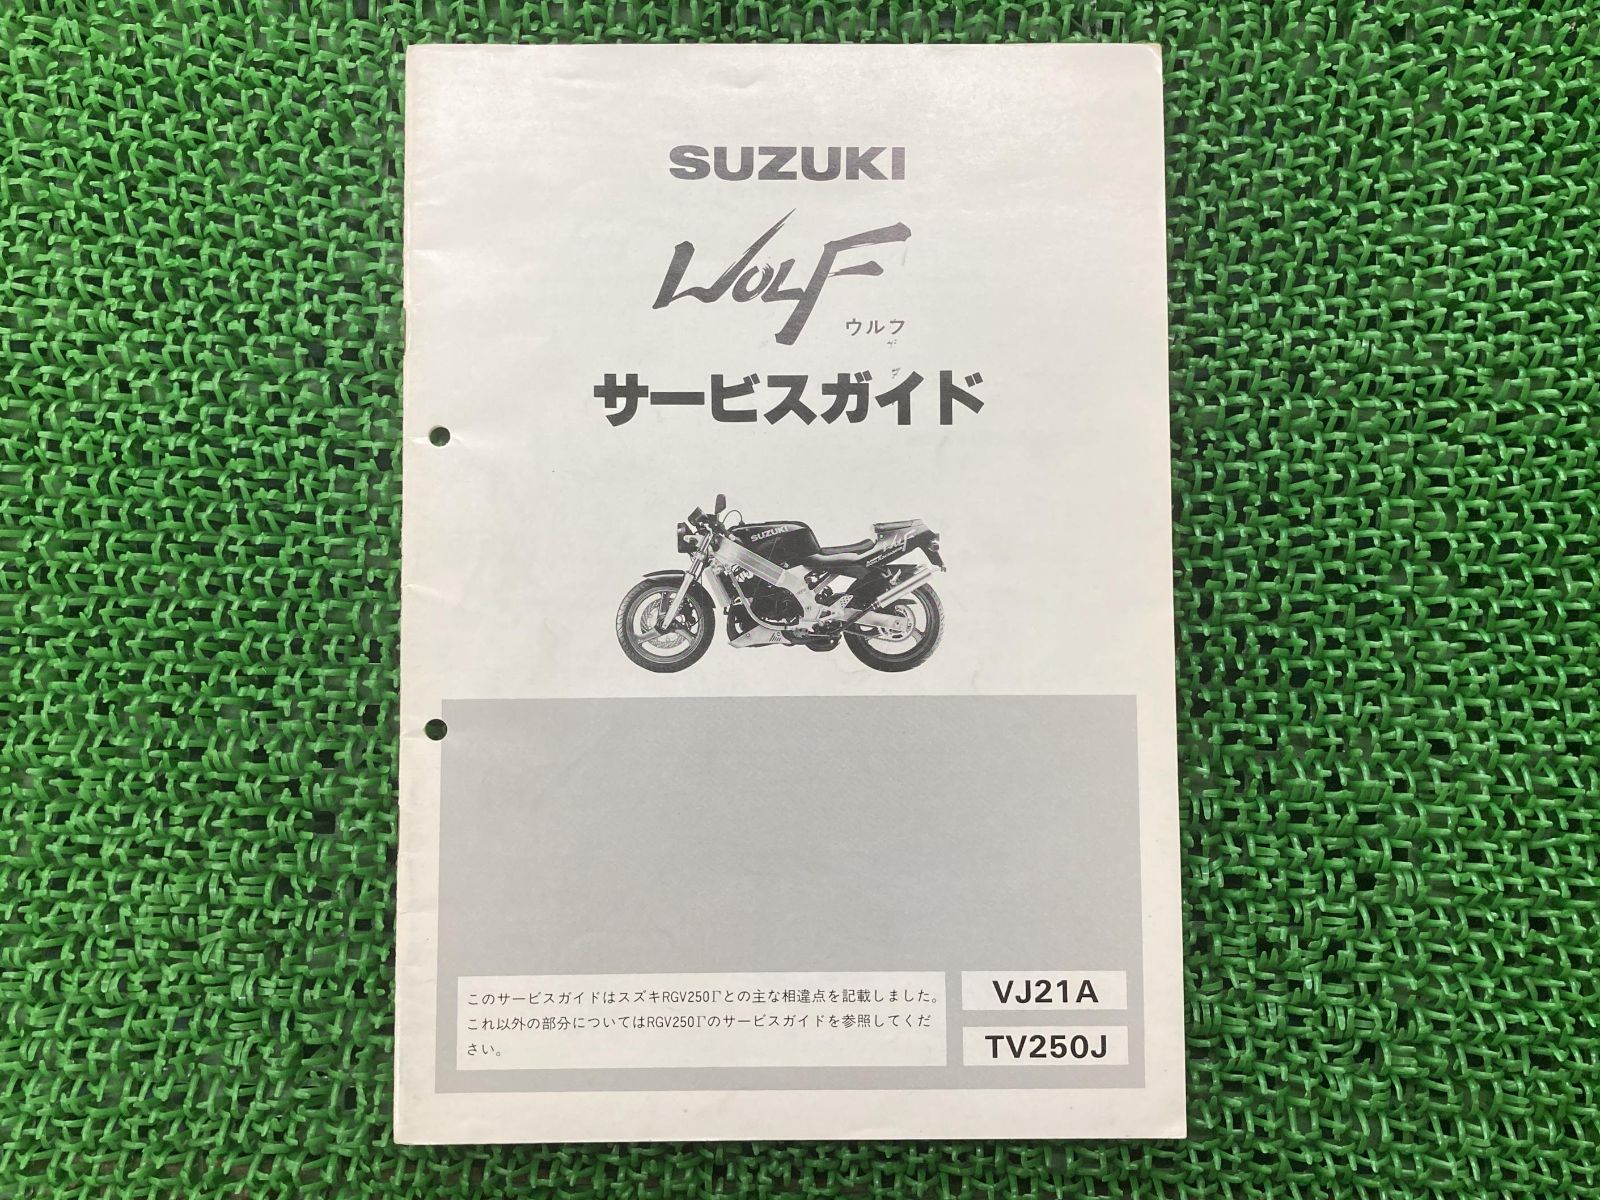 SUZUKI
WOLF
ウルフ
サービスガイド
SUZUKI
Wolf
このサービスガイドはスズキRGV250Γとの主な相違点を記載しました。
これ以外の部分についてはRGV250Γのサービスガイドを参照してくだ
さい。
VJ21A
TV250J